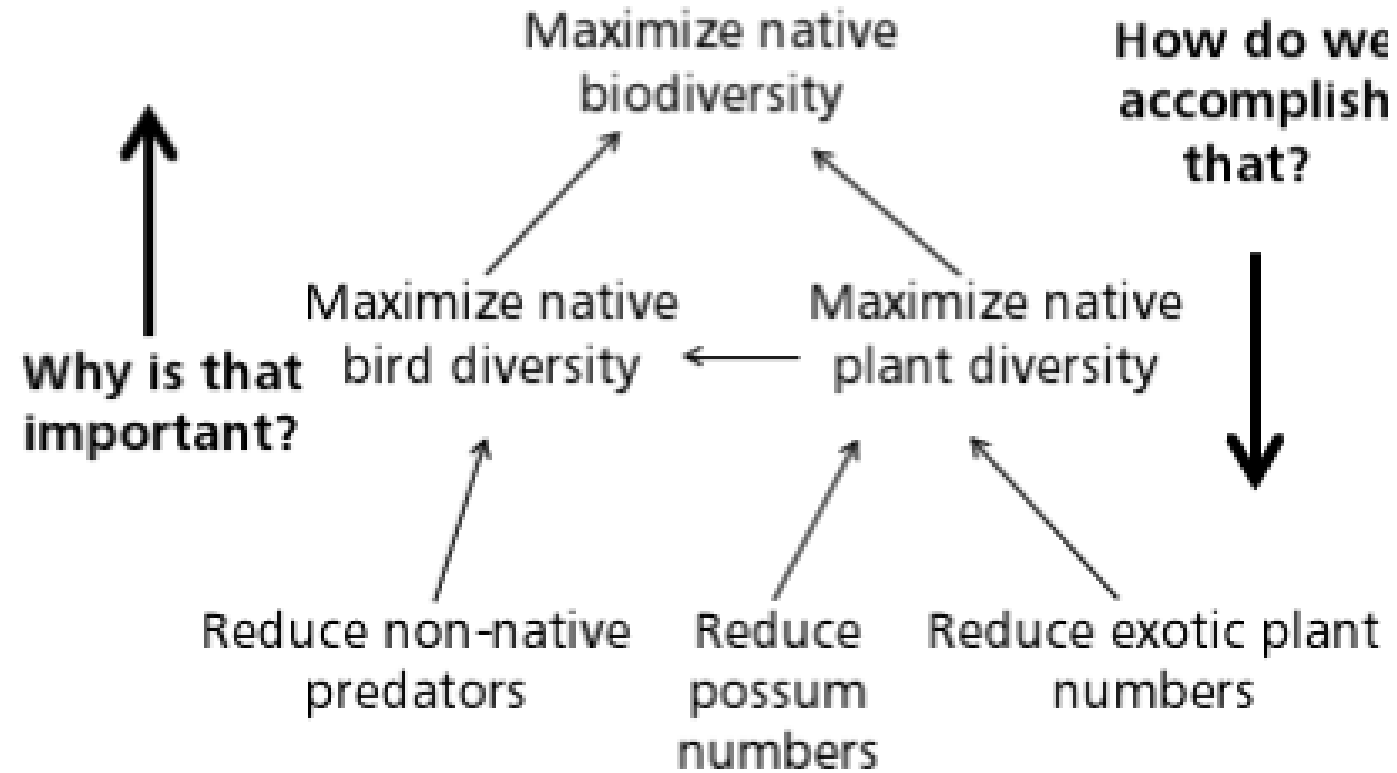 Maximize native
biodiversity
How do we
accomplish
that?
Why is that
important?
Maximize native
bird diversity
Maximize native
plant diversity
Reduce non-native
predators
Reduce
possum
numbers
Reduce exotic plant
numbers